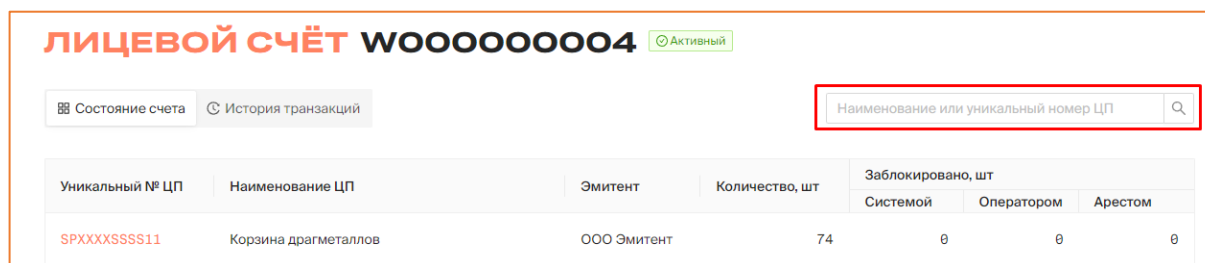 ЛИЦЕВОЙ СЧЁТ W000000004 Активный
Состояние счета История транзакций Наименование или уникальный номер ЦП
Уникальный № ЦП Наименование ЦП Эмитент Количество, шт Заблокировано, шт
Системой Оператором Арестом
SPXXXXSSSS11 Корзина драгметаллов ООО Эмитент 74 0 0 0